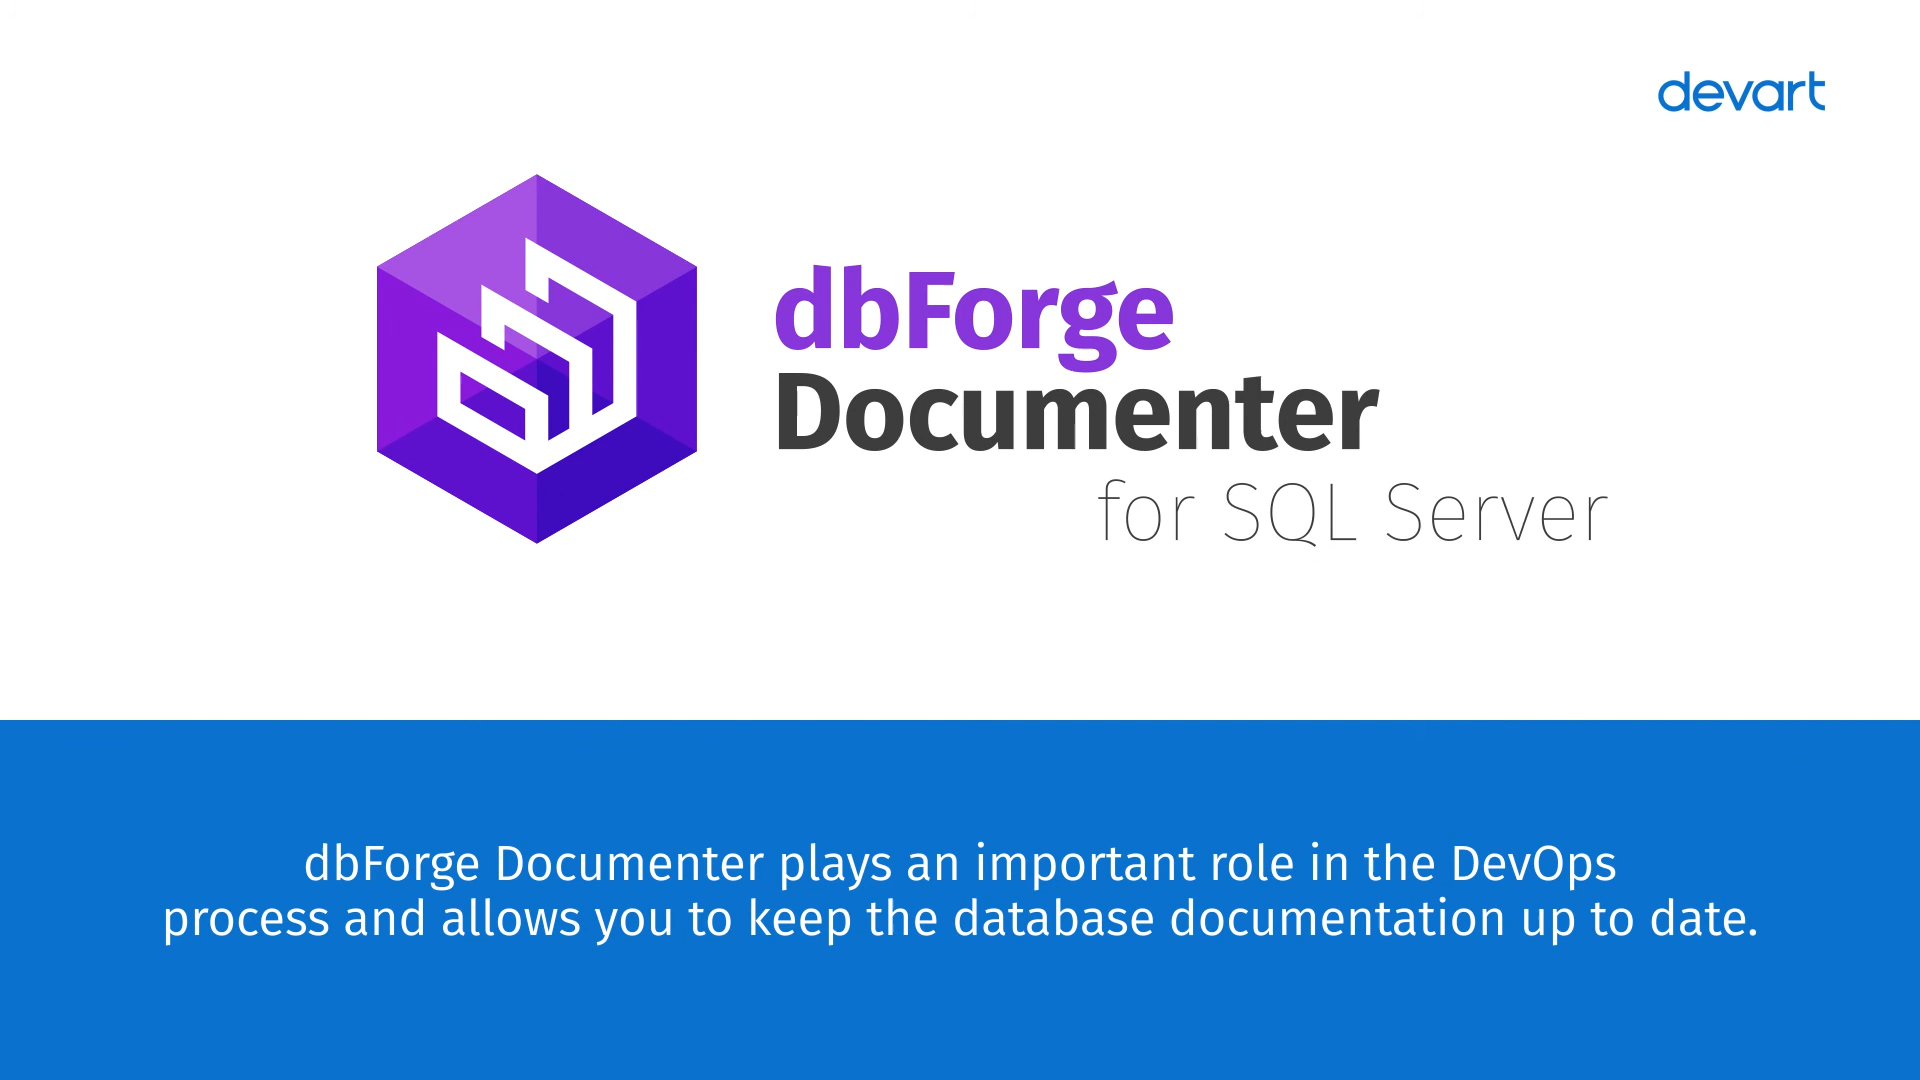 devart
dbForge
Documenter
for SQL Server
dbForge Documenter plays an important role in the DevOps
process and allows you to keep the database documentation up to date.